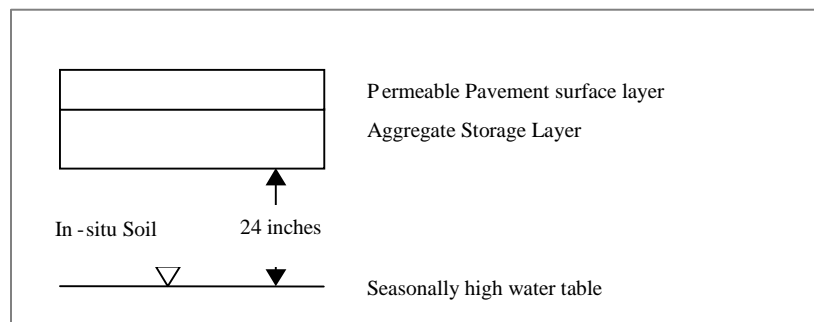 Permeable Pavement surface layer
Aggregate Storage Layer
In -situ Soil
24 inches
Seasonally high water table